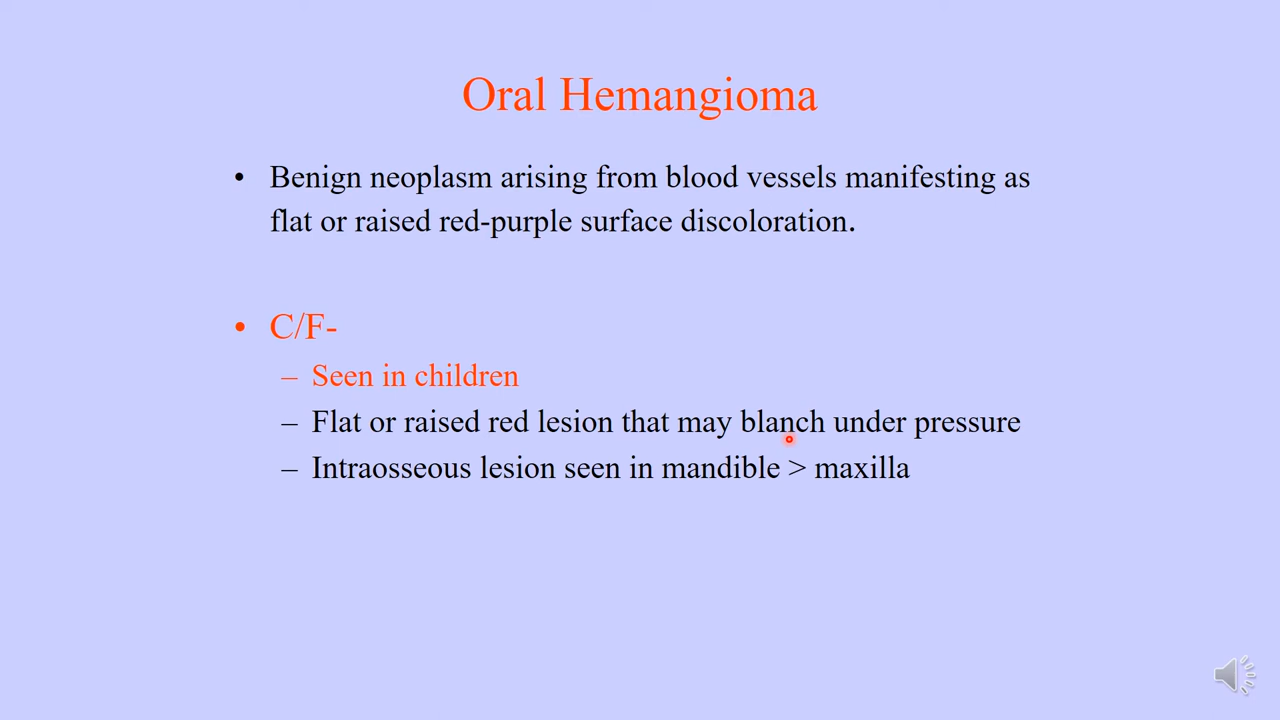 Oral Hemangioma
• Benign neoplasm arising from blood vessels manifesting as
flat or raised red-purple surface discoloration.
• C/F-
– Seen in children
– Flat or raised red lesion that may blanch under pressure
– Intraosseous lesion seen in mandible > maxilla